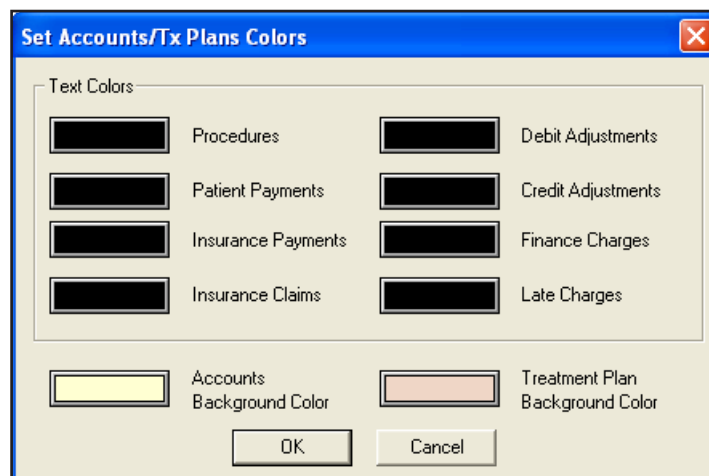 Set Accounts/Tx Plans Colors
Text Colors
Procedures
Debit Adjustments
Patient Payments
Credit Adjustments
Insurance Payments
Finance Charges
Insurance Claims
Late Charges
Accounts
Background Color
Treatment Plan
Background Color
OK
Cancel